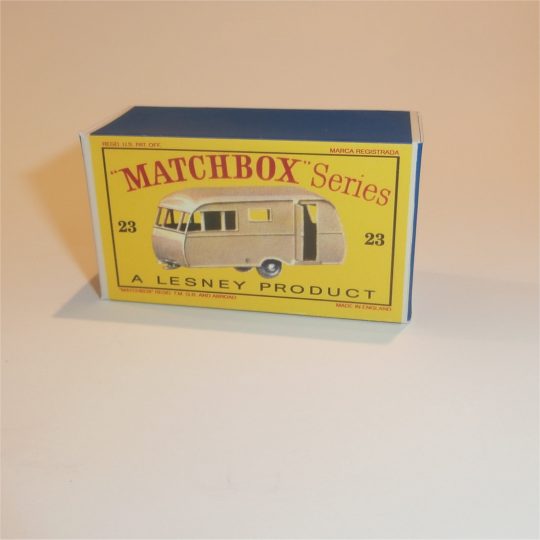 REGD. U.S. PAT. OFF. MARCA REGISTRADA
"MATCHBOX" Series
23 23
A LESNEY PRODUCT
"MATCHBOX" REGD. T.M. G.B. AND ABROAD MADE IN ENGLAND